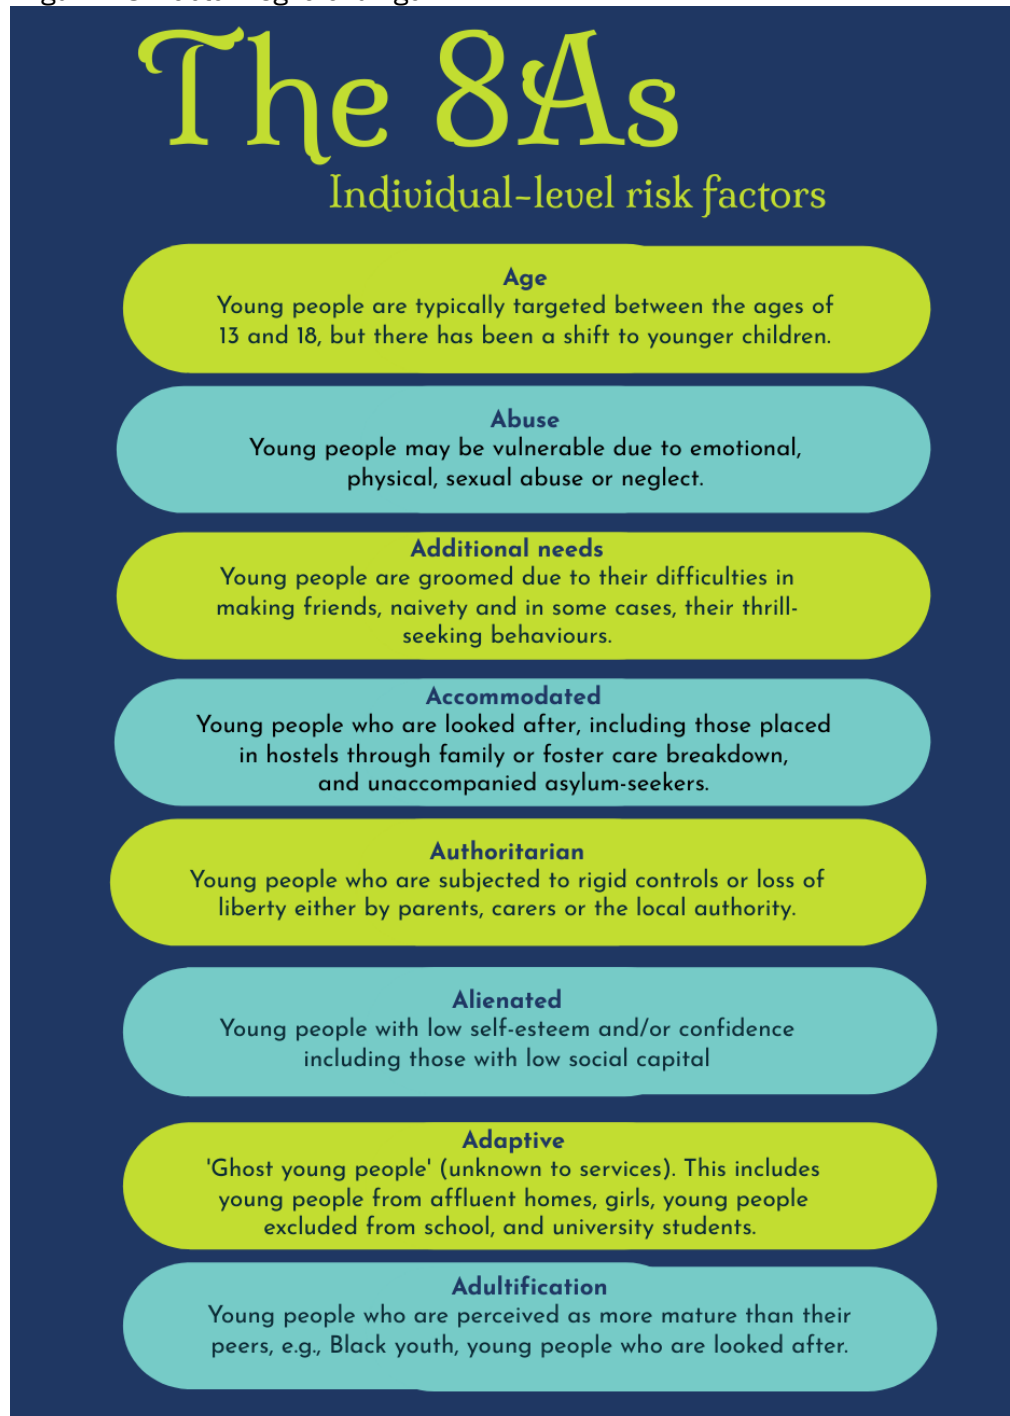 The 8As
Individual-level risk factors
Age
Young people are typically targeted between the ages of
13 and 18, but there has been a shift to younger children.
Abuse
Young people may be vulnerable due to emotional,
physical, sexual abuse or neglect.
Additional needs
Young people are groomed due to their difficulties in
making friends, naivety and in some cases, their thrill-
seeking behaviours.
Accommodated
Young people who are looked after, including those placed
in hostels through family or foster care breakdown,
and unaccompanied asylum-seekers.
Authoritarian
Young people who are subjected to rigid controls or loss of
liberty either by parents, carers or the local authority.
Alienated
Young people with low self-esteem and/or confidence
including those with low social capital
Adaptive
'Ghost young people' (unknown to services). This includes
young people from affluent homes, girls, young people
excluded from school, and university students.
Adultification
Young people who are perceived as more mature than their
peers, e.g., Black youth, young people who are looked after.